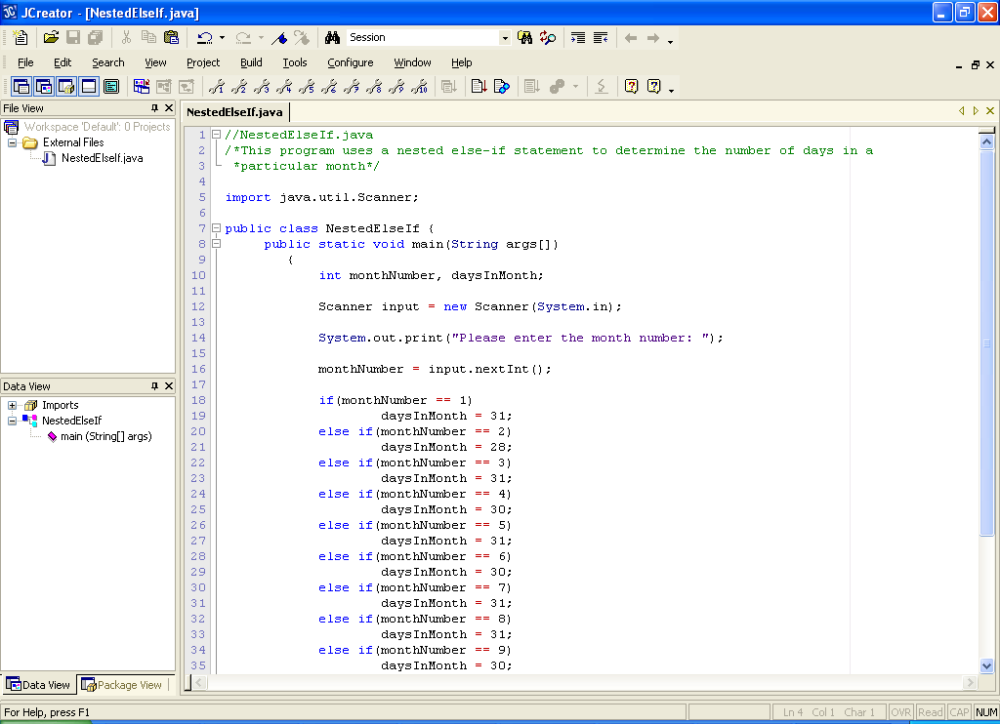 JCreator - [NestedElseIf.java]
Session
File Edit Search View Project Build Tools Configure Window Help
1 2 3 4 5 6 7 8 9 10
File View
Workspace 'Default': 0 Projects
External Files
NestedElseIf.java
Data View
Imports
NestedElseIf
main (String[] args)
Data View Package View
NestedElseIf.java
1 //NestedElseIf.java
2 /*This program uses a nested else-if statement to determine the number of days in a
3 *particular month*/
4
5 import java.util.Scanner;
6
7 public class NestedElseIf {
8 public static void main(String args[])
9 {
10 int monthNumber, daysInMonth;
11
12 Scanner input = new Scanner(System.in);
13
14 System.out.print("Please enter the month number: ");
15
16 monthNumber = input.nextInt();
17
18 if(monthNumber == 1)
19 daysInMonth = 31;
20 else if(monthNumber == 2)
21 daysInMonth = 28;
22 else if(monthNumber == 3)
23 daysInMonth = 31;
24 else if(monthNumber == 4)
25 daysInMonth = 30;
26 else if(monthNumber == 5)
27 daysInMonth = 31;
28 else if(monthNumber == 6)
29 daysInMonth = 30;
30 else if(monthNumber == 7)
31 daysInMonth = 31;
32 else if(monthNumber == 8)
33 daysInMonth = 31;
34 else if(monthNumber == 9)
35 daysInMonth = 30;
For Help, press F1
Ln 4 Col 1 Char 1 OVR Read CAP NUM